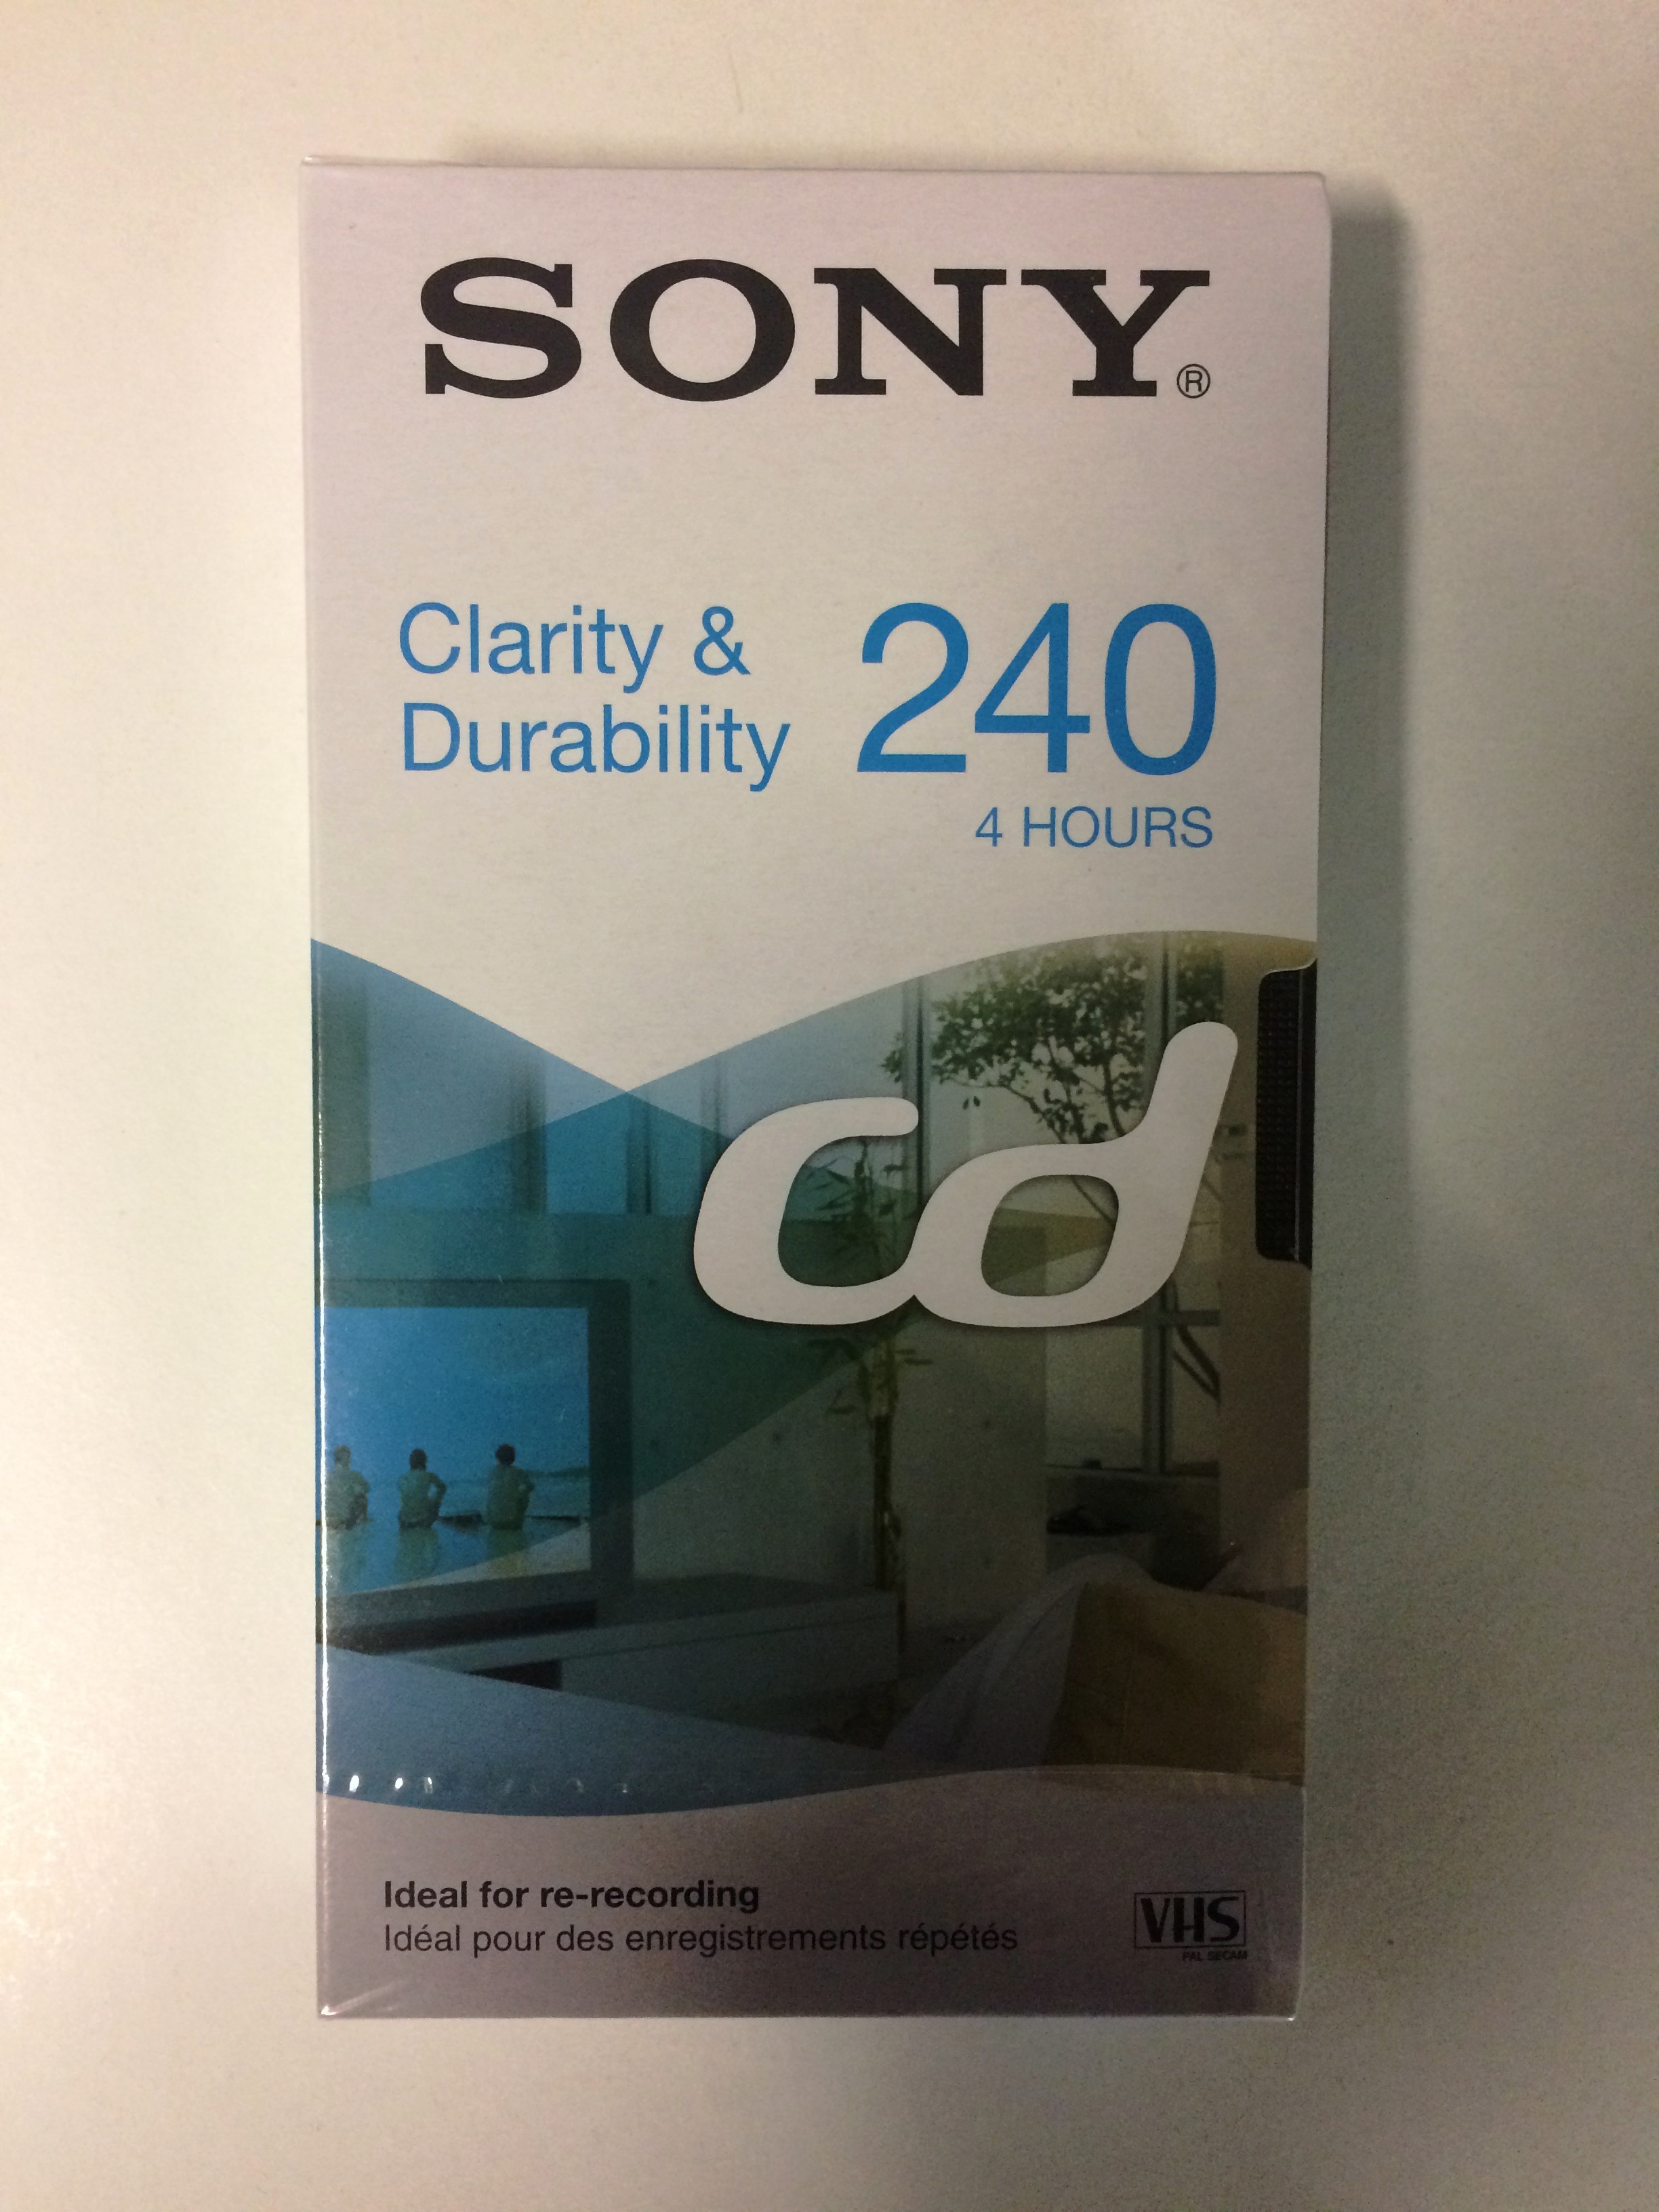 SONY®
Clarity &
Durability
240
4 HOURS
cd
Ideal for re-recording
Idéal pour des enregistrements répétés
VHS
PAL SECAM